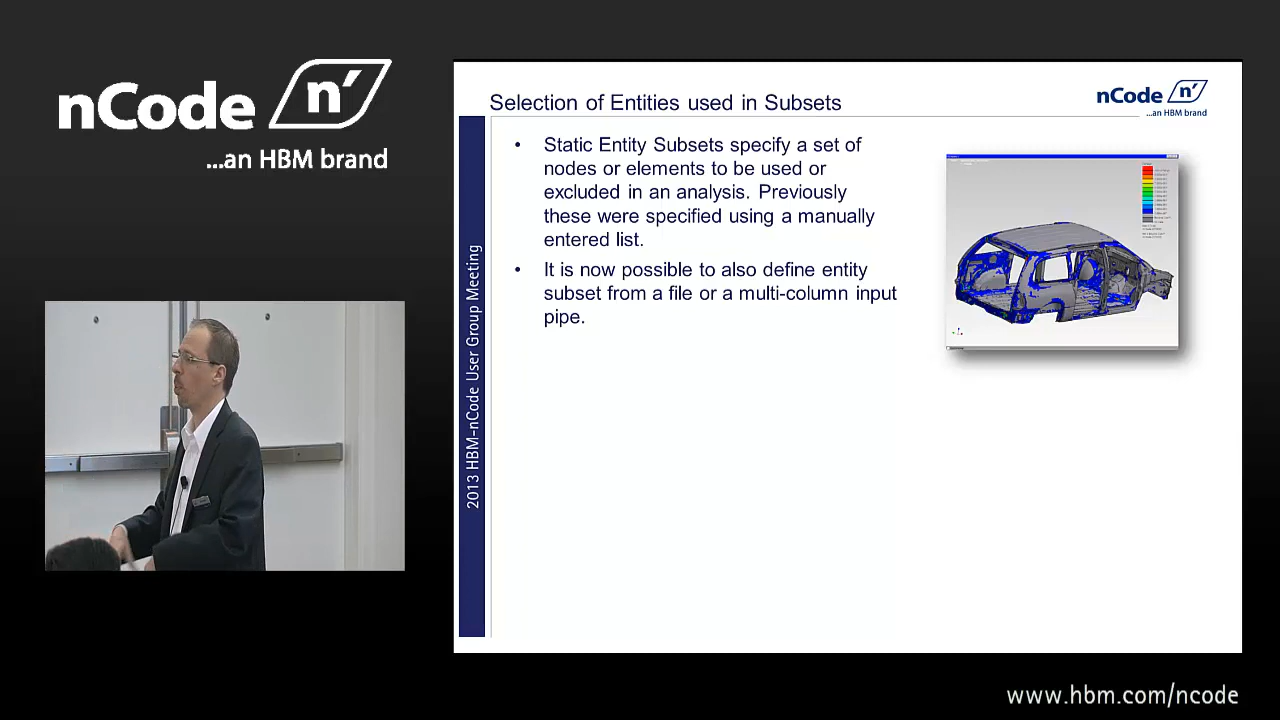 nCode n'
...an HBM brand
Selection of Entities used in Subsets
nCode n'
...an HBM brand
• Static Entity Subsets specify a set of
nodes or elements to be used or
excluded in an analysis. Previously
these were specified using a manually
entered list.
• It is now possible to also define entity
subset from a file or a multi-column input
pipe.
2013 HBM-nCode User Group Meeting
www.hbm.com/ncode